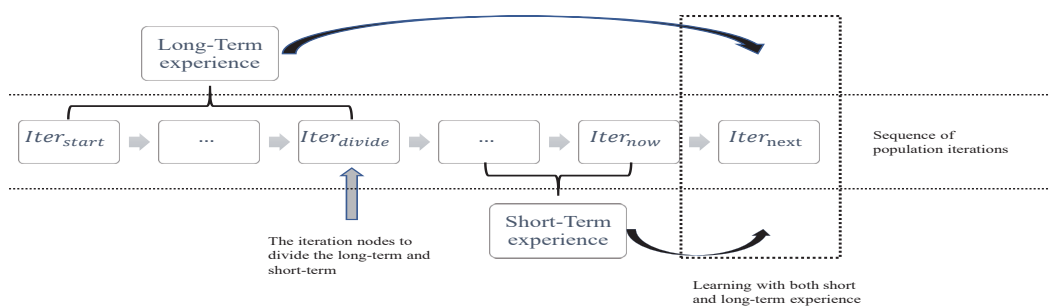 Long-Term
experience
Iter_start
...
Iter_divide
...
Iter_now
Iter_next
Sequence of
population iterations
Short-Term
experience
The iteration nodes to
divide the long-term and
short-term
Learning with both short
and long-term experience